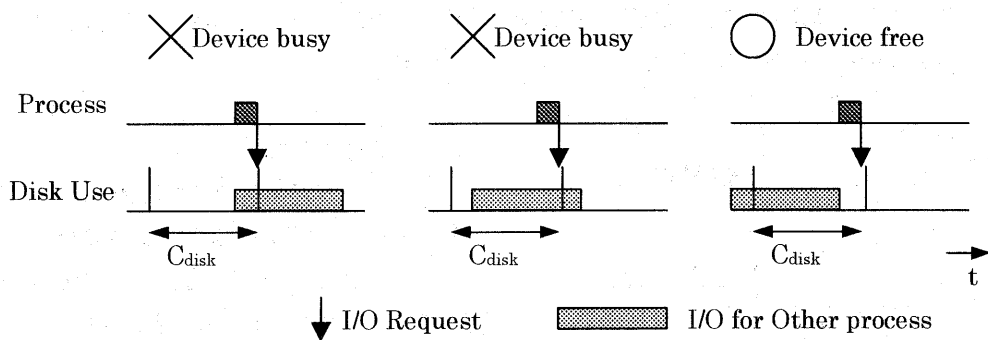 Device busy
Device busy
Device free
Process
Disk Use
Cdisk
Cdisk
Cdisk
t
I/O Request
I/O for Other process